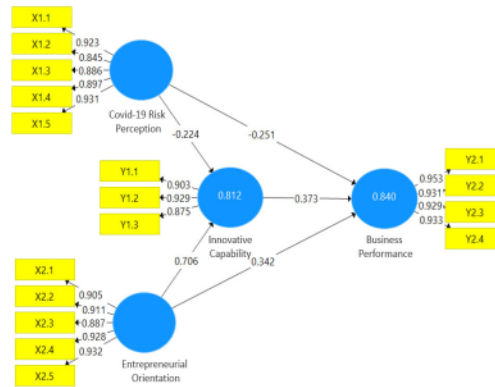 X1.1
X1.2
X1.3
X1.4
X1.5
0.923
0.845
0.886
0.897
0.931
Covid-19 Risk
Perception
-0.224
-0.251
Y1.1
Y1.2
Y1.3
0.903
0.929
0.875
0.812
Innovative
Capability
0.373
0.840
Business
Performance
0.953
0.931
0.929
0.933
Y2.1
Y2.2
Y2.3
Y2.4
0.706
0.342
X2.1
X2.2
X2.3
X2.4
X2.5
0.905
0.911
0.887
0.928
0.932
Entrepreneurial
Orientation